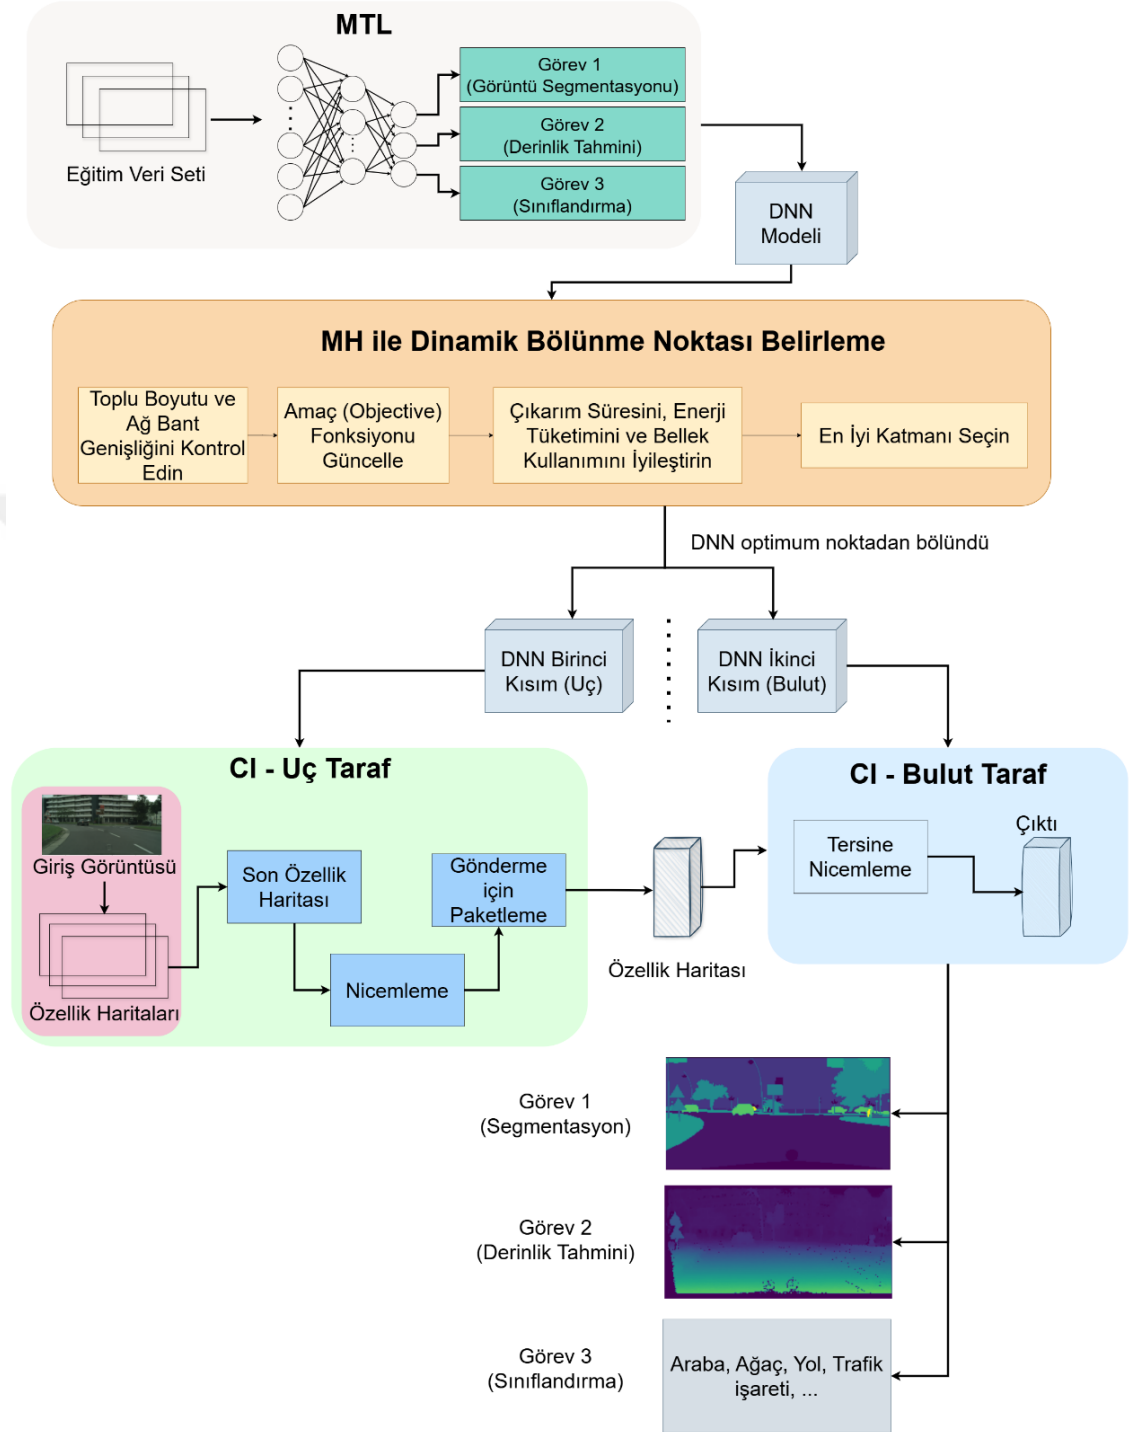 MTL
Eğitim Veri Seti
Görev 1
(Görüntü Segmentasyonu)
Görev 2
(Derinlik Tahmini)
Görev 3
(Sınıflandırma)
DNN
Modeli
MH ile Dinamik Bölünme Noktası Belirleme
Toplu Boyutu ve
Ağ Bant
Genişliğini Kontrol
Edin
Amaç (Objective)
Fonksiyonu
Güncelle
Çıkarım Süresini, Enerji
Tüketimini ve Bellek
Kullanımını İyileştirin
En İyi Katmanı Seçin
DNN optimum noktadan bölündü
DNN Birinci
Kısım (Uç)
DNN İkinci
Kısım (Bulut)
CI - Uç Taraf
Giriş Görüntüsü
Özellik Haritaları
Son Özellik
Haritası
Nicemleme
Gönderme
için
Paketleme
Özellik Haritası
CI - Bulut Taraf
Tersine
Nicemleme
Çıktı
Görev 1
(Segmentasyon)
Görev 2
(Derinlik Tahmini)
Görev 3
(Sınıflandırma)
Araba, Ağaç, Yol, Trafik
işareti, ...